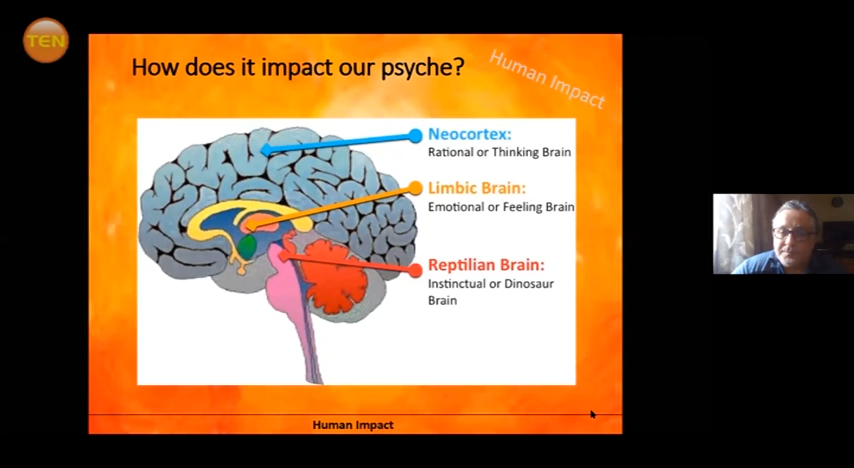 TEN
How does it impact our psyche?
Human Impact
Neocortex:
Rational or Thinking Brain
Limbic Brain:
Emotional or Feeling Brain
Reptilian Brain:
Instinctual or Dinosaur
Brain
Human Impact